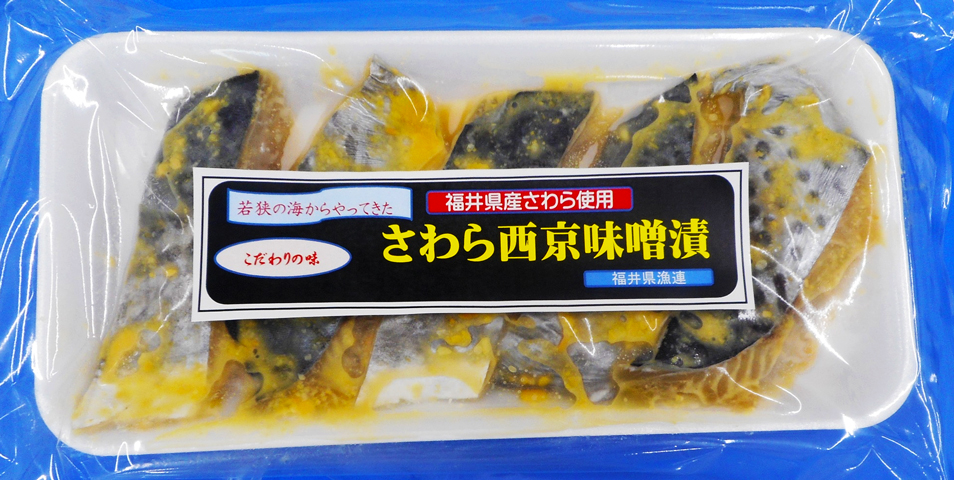 若狭の海からやってきた
福井県産さわら使用
こだわりの味
さわら西京味噌漬
福井県漁連